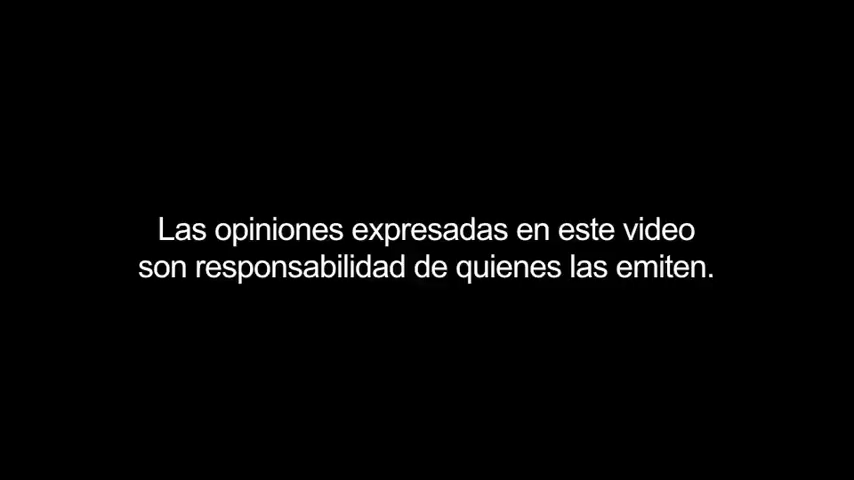 Las opiniones expresadas en este video
son responsabilidad de quienes las emiten.